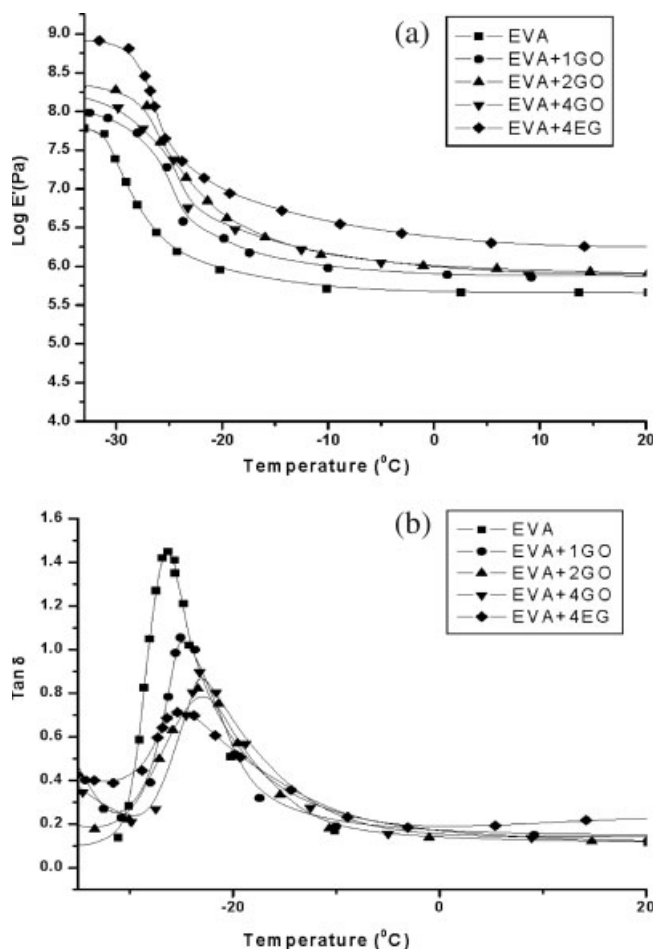 (a)
EVA
EVA+1GO
EVA+2GO
EVA+4GO
EVA+4EG
9.0
8.5
8.0
7.5
7.0
6.5
6.0
5.5
5.0
4.5
4.0
Log E'(Pa)
-30 -20 -10 0 10 20
Temperature (⁰C)
(b)
EVA
EVA+1GO
EVA+2GO
EVA+4GO
EVA+4EG
1.6
1.4
1.2
1.0
0.8
0.6
0.4
0.2
0.0
Tan δ
-20 0 20
Temperature (⁰C)